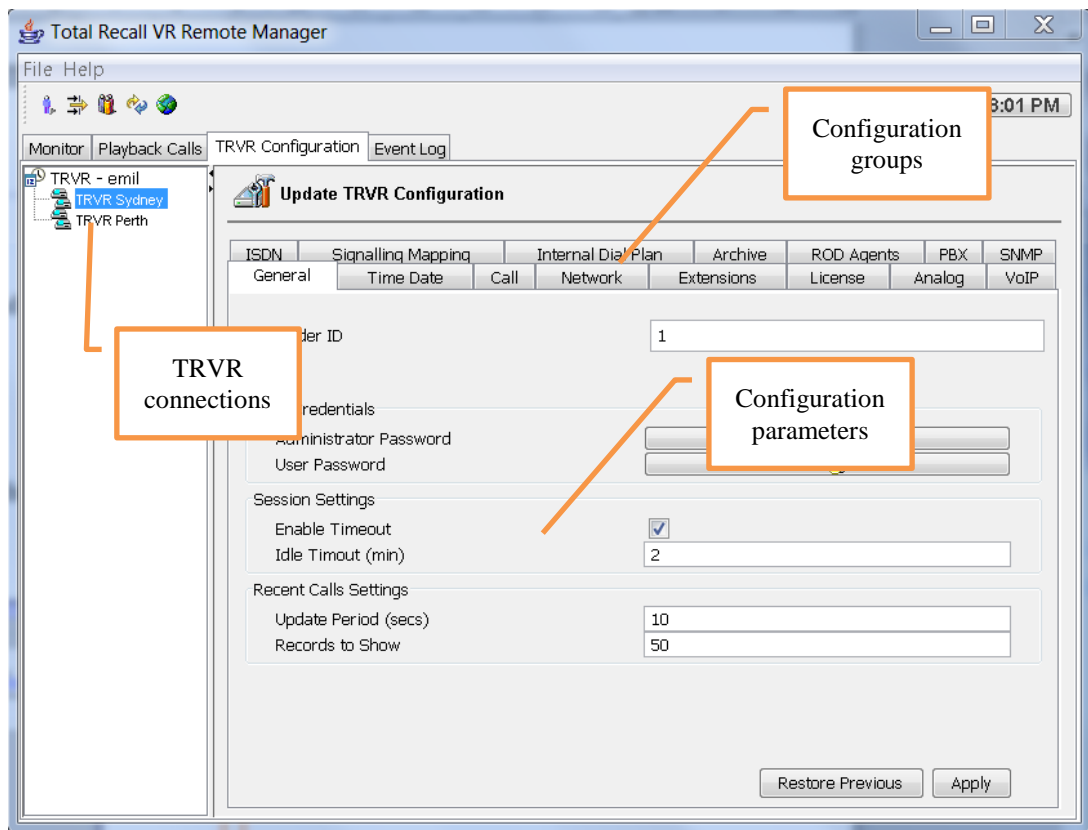 Total Recall VR Remote Manager
File Help
3:01 PM
Configuration
groups
Monitor Playback Calls TRVR Configuration Event Log
TRVR - emil
TRVR Sydney
TRVR Perth
Update TRVR Configuration
ISDN Signalling Mapping Internal Dial Plan Archive ROD Agents PBX SNMP
General Time Date Call Network Extensions License Analog VoIP
ID
1
TRVR
connections
Configuration
parameters
Administrator Password
User Password
Session Settings
Enable Timeout
Idle Timout (min)
2
Recent Calls Settings
Update Period (secs)
10
Records to Show
50
Restore Previous Apply